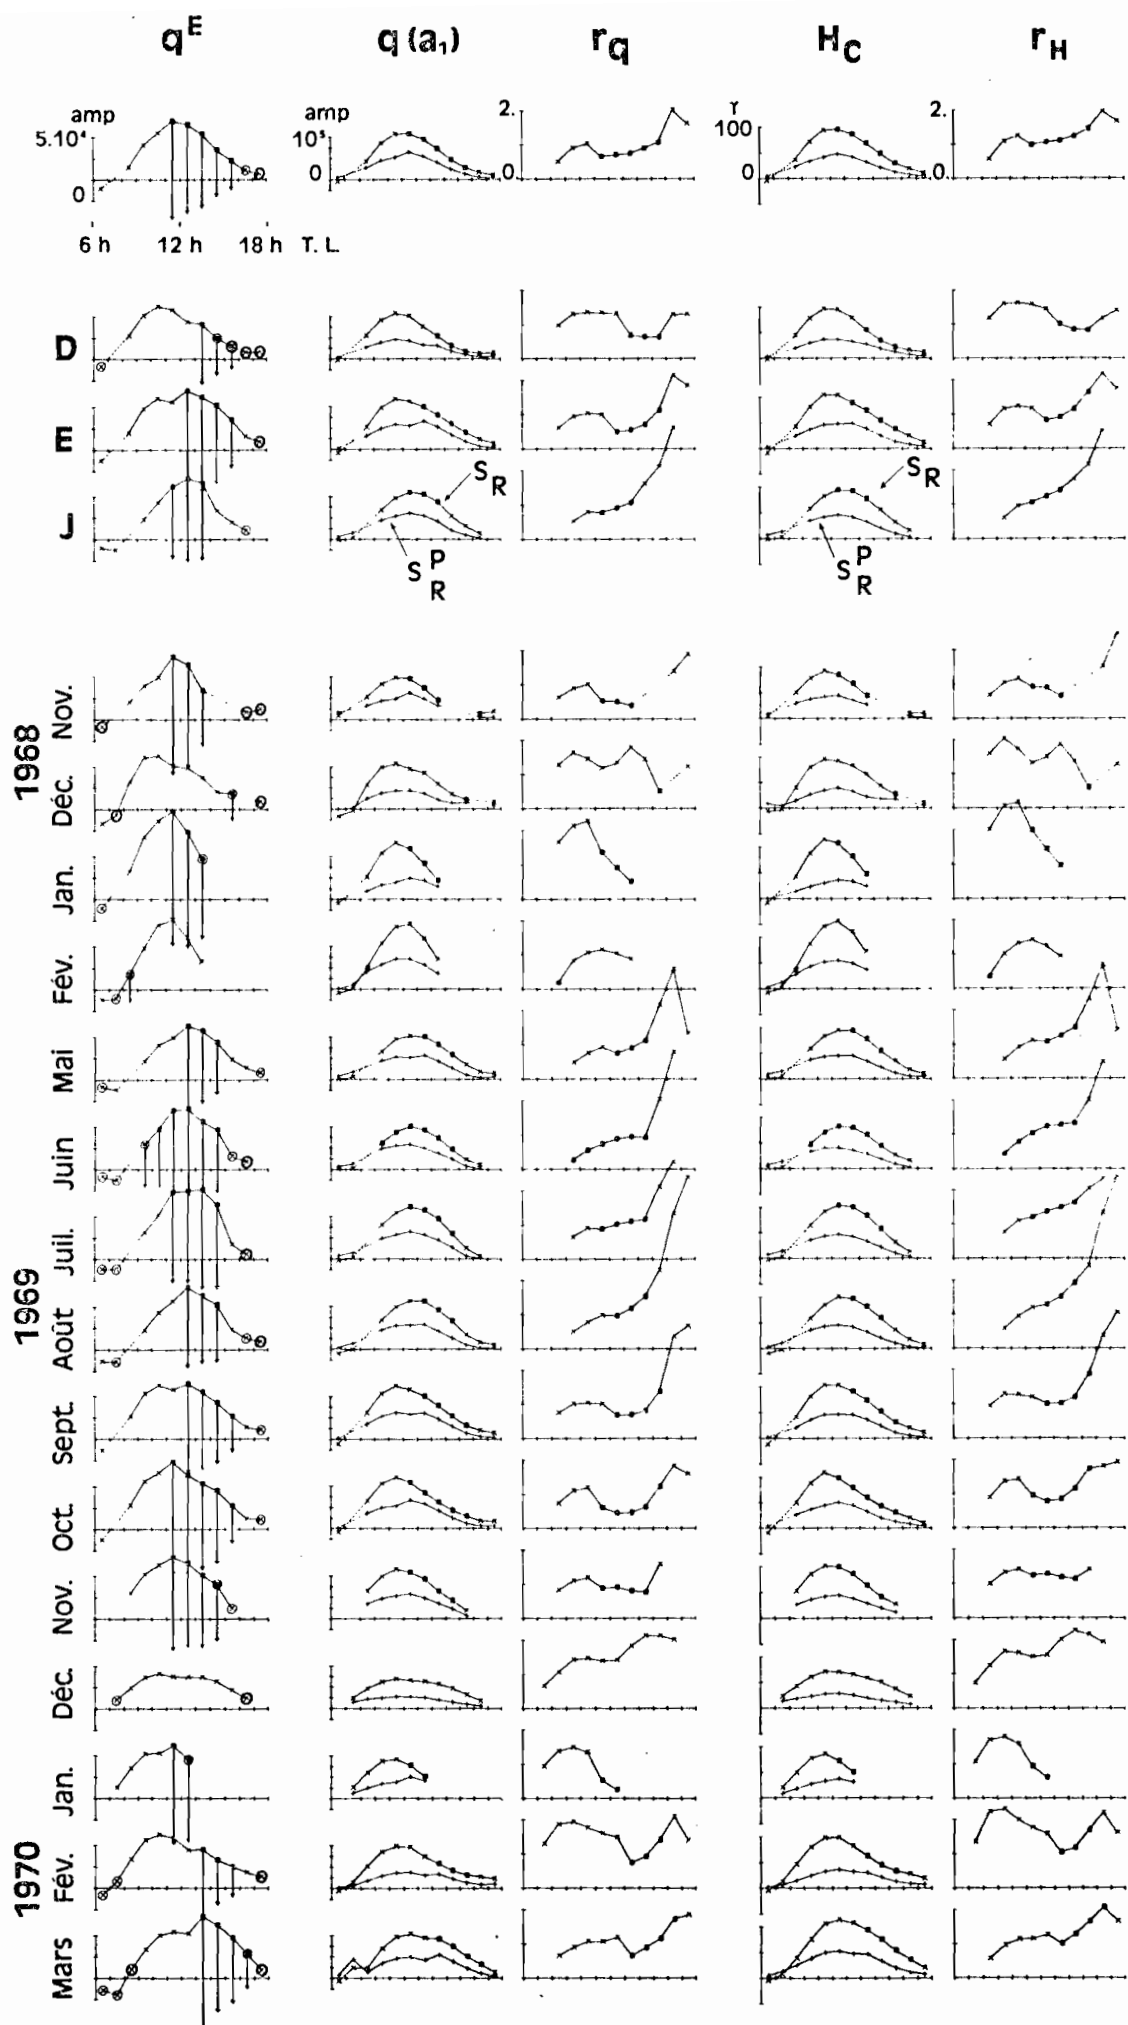 qᴱ q (a₁) r_Q H_C r_H
amp amp γ
5.10⁴ 10⁵ 2. 100 2.
0 0 0. 0 0.
6 h 12 h 18 h T. L.
D
E
J
S_R S_R
S_R^P S_R^P
1968
Nov.
Déc.
1969
Jan.
Fév.
Mai
Juin
Juil.
Août
Sept.
Oct.
Nov.
Déc.
1970
Jan.
Fév.
Mars